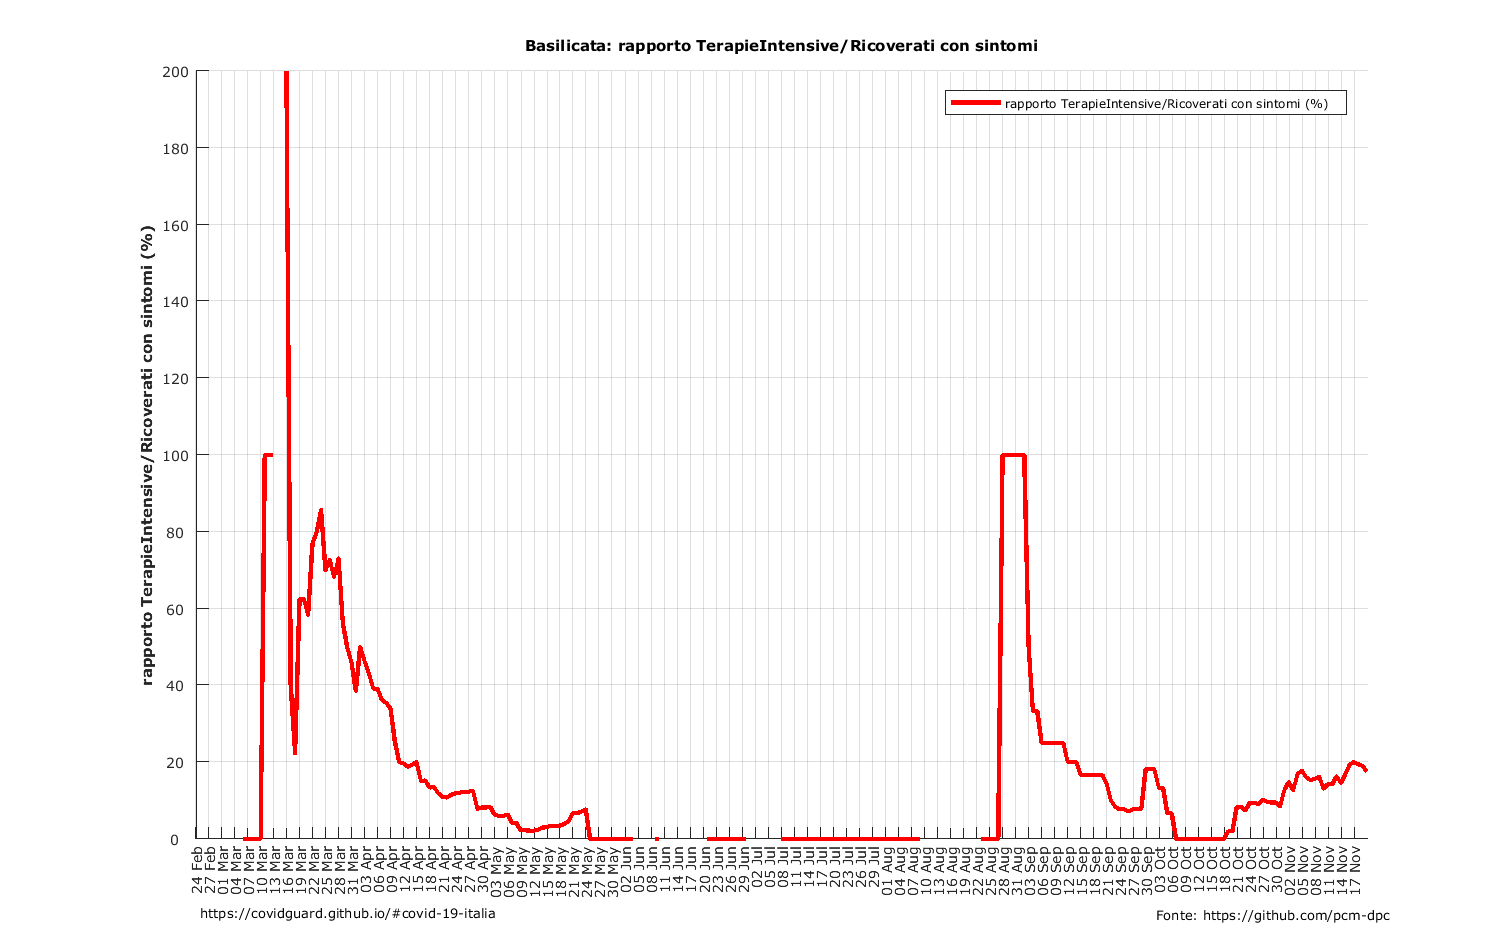 Basilicata: rapporto TerapieIntensive/Ricoverati con sintomi
rapporto TerapieIntensive/Ricoverati con sintomi (%)
rapporto TerapieIntensive/Ricoverati con sintomi (%)
200
180
160
140
120
100
80
60
40
20
0
24 Feb
27 Feb
01 Mar
04 Mar
07 Mar
10 Mar
13 Mar
16 Mar
19 Mar
22 Mar
25 Mar
28 Mar
31 Mar
03 Apr
06 Apr
09 Apr
12 Apr
15 Apr
18 Apr
21 Apr
24 Apr
27 Apr
30 Apr
03 May
06 May
09 May
12 May
15 May
18 May
21 May
24 May
27 May
30 May
02 Jun
05 Jun
08 Jun
11 Jun
14 Jun
17 Jun
20 Jun
23 Jun
26 Jun
29 Jun
02 Jul
05 Jul
08 Jul
11 Jul
14 Jul
17 Jul
20 Jul
23 Jul
26 Jul
29 Jul
01 Aug
04 Aug
07 Aug
10 Aug
13 Aug
16 Aug
19 Aug
22 Aug
25 Aug
28 Aug
31 Aug
03 Sep
06 Sep
09 Sep
12 Sep
15 Sep
18 Sep
21 Sep
24 Sep
27 Sep
30 Sep
03 Oct
06 Oct
09 Oct
12 Oct
15 Oct
18 Oct
21 Oct
24 Oct
27 Oct
30 Oct
02 Nov
05 Nov
08 Nov
11 Nov
14 Nov
17 Nov
https://covidguard.github.io/#covid-19-italia
Fonte: https://github.com/pcm-dpc